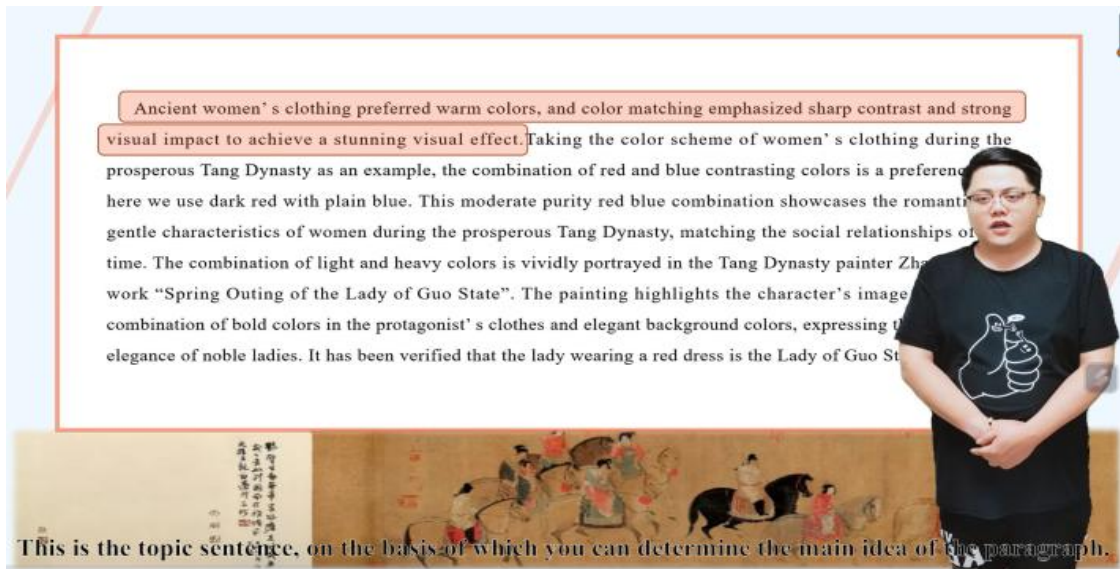 Ancient women’ s clothing preferred warm colors, and color matching emphasized sharp contrast and strong
visual impact to achieve a stunning visual effect.Taking the color scheme of women’ s clothing during the
prosperous Tang Dynasty as an example, the combination of red and blue contrasting colors is a
here we use dark red with plain blue. This moderate purity red blue combination showcases the
gentle characteristics of women during the prosperous Tang Dynasty, matching the social relationships
time. The combination of light and heavy colors is vividly portrayed in the Tang Dynasty painter
work “Spring Outing of the Lady of Guo State”. The painting highlights the character’s image
combination of bold colors in the protagonist’ s clothes and elegant background colors, expressing
elegance of noble ladies. It has been verified that the lady wearing a red dress is the Lady of Guo
This is the topic sentence, on the basis of which you can determine the main idea of the paragraph.